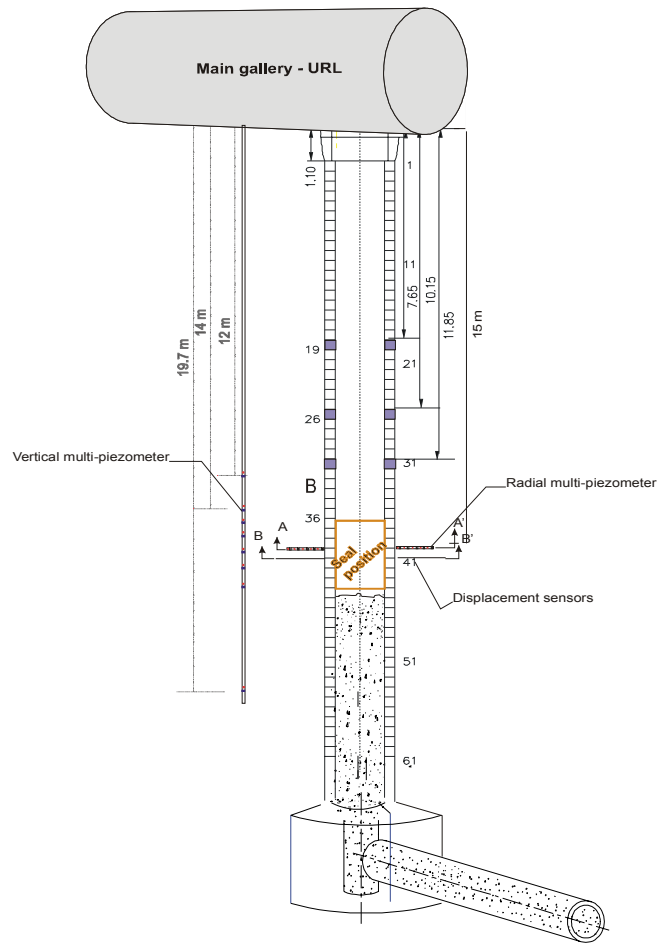 Main gallery - URL
1.10
1
11
7.65
10.15
11.85
15 m
19.7 m
14 m
12 m
19
21
26
31
Vertical multi-piezometer
B
Radial multi-piezometer
36
A
A'
B
B'
Seal
position
41
Displacement sensors
51
61